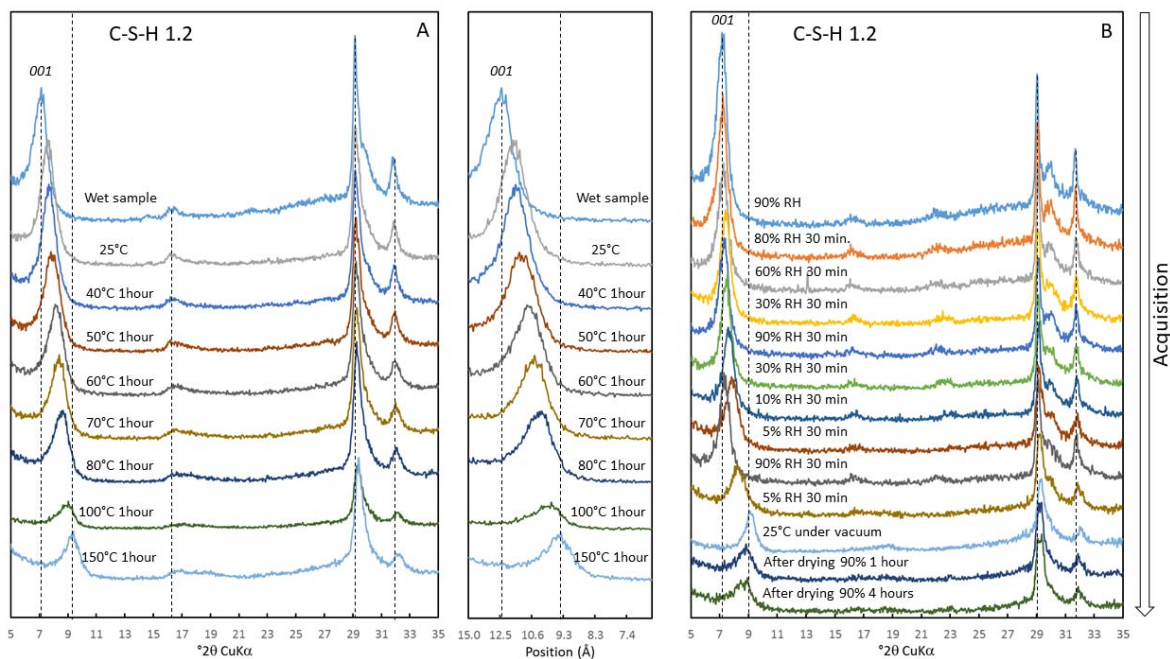 C-S-H 1.2
A
001
Wet sample
25°C
40°C 1hour
50°C 1hour
60°C 1hour
70°C 1hour
80°C 1hour
100°C 1hour
150°C 1hour
5 7 9 11 13 15 17 19 21 23 25 27 29 31 33 35
°2θ CuKα
001
Wet sample
25°C
40°C 1hour
50°C 1hour
60°C 1hour
70°C 1hour
80°C 1hour
100°C 1hour
150°C 1hour
15.0 12.5 10.6 9.3 8.3 7.4
Position (Å)
001
C-S-H 1.2
B
90% RH
80% RH 30 min.
60% RH 30 min
30% RH 30 min
90% RH 30 min
30% RH 30 min
10% RH 30 min
5% RH 30 min
90% RH 30 min
5% RH 30 min
25°C under vacuum
After drying 90% 1 hour
After drying 90% 4 hours
5 7 9 11 13 15 17 19 21 23 25 27 29 31 33 35
°2θ CuKα
Acquisition